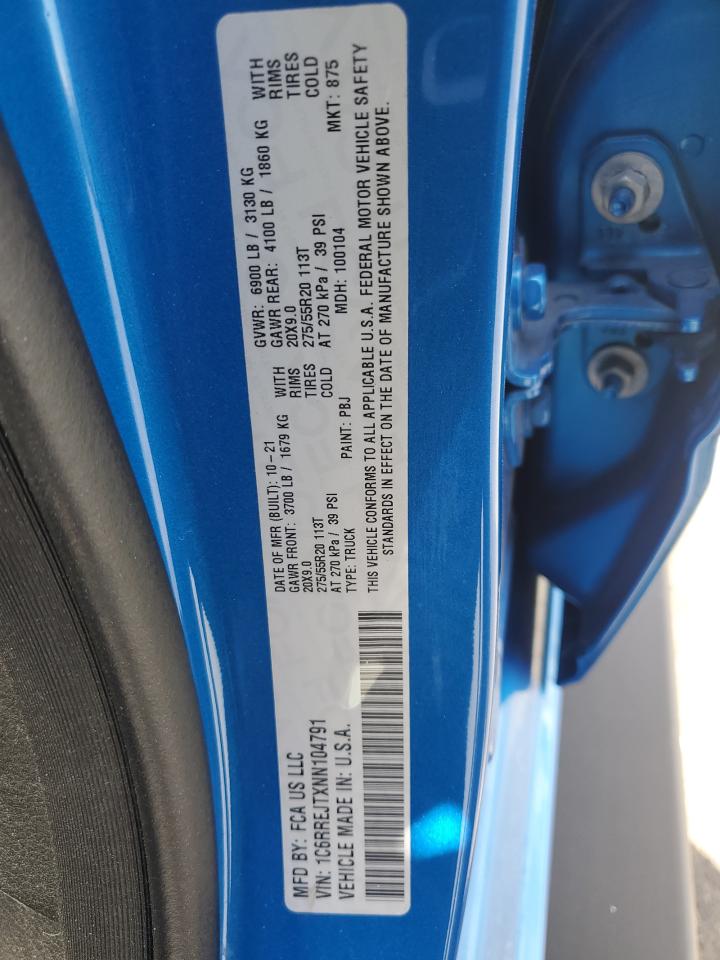 MFD BY: FCA US LLC
VIN: 1C6RREJTXNN104791
VEHICLE MADE IN: U.S.A.
DATE OF MFR (BUILT): 10-21 GVWR: 6900 LB / 3130 KG
GAWR FRONT: 3700 LB / 1679 KG WITH GAWR REAR: 4100 LB / 1860 KG WITH
20X9.0 RIMS 20X9.0 RIMS
275/55R20 113T TIRES 275/55R20 113T TIRES
AT 270 kPa / 39 PSI COLD AT 270 kPa / 39 PSI COLD
TYPE: TRUCK PAINT: PBJ MDH: 100104 MKT: 875
THIS VEHICLE CONFORMS TO ALL APPLICABLE U.S.A. FEDERAL MOTOR VEHICLE SAFETY
STANDARDS IN EFFECT ON THE DATE OF MANUFACTURE SHOWN ABOVE.